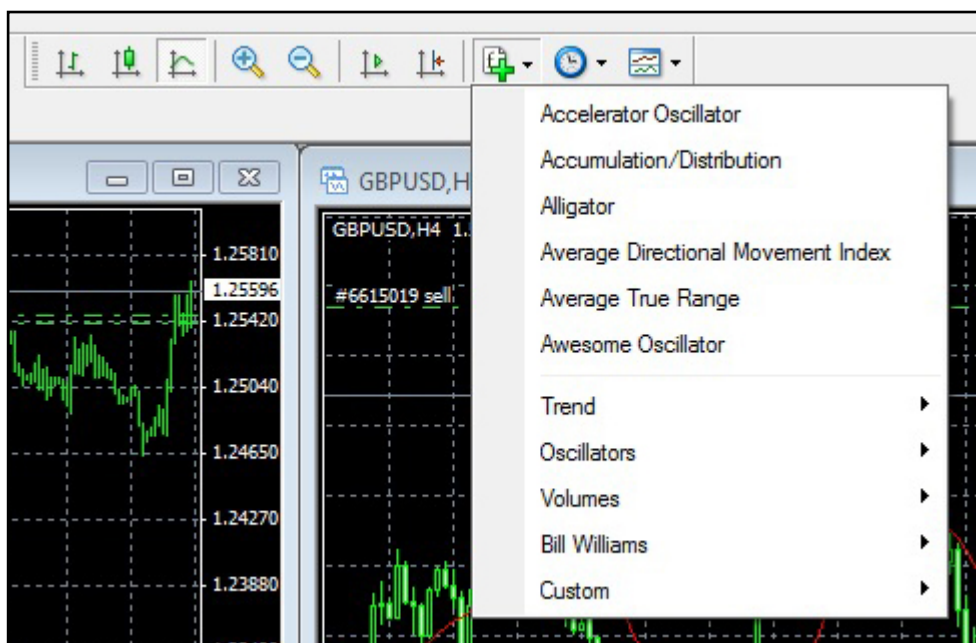 GBPUSD,H
1.25810
1.25596
1.25420
1.25040
1.24650
1.24270
1.23880
GBPUSD,H4 1.
#6615019 sell
Accelerator Oscillator
Accumulation/Distribution
Alligator
Average Directional Movement Index
Average True Range
Awesome Oscillator
Trend
Oscillators
Volumes
Bill Williams
Custom